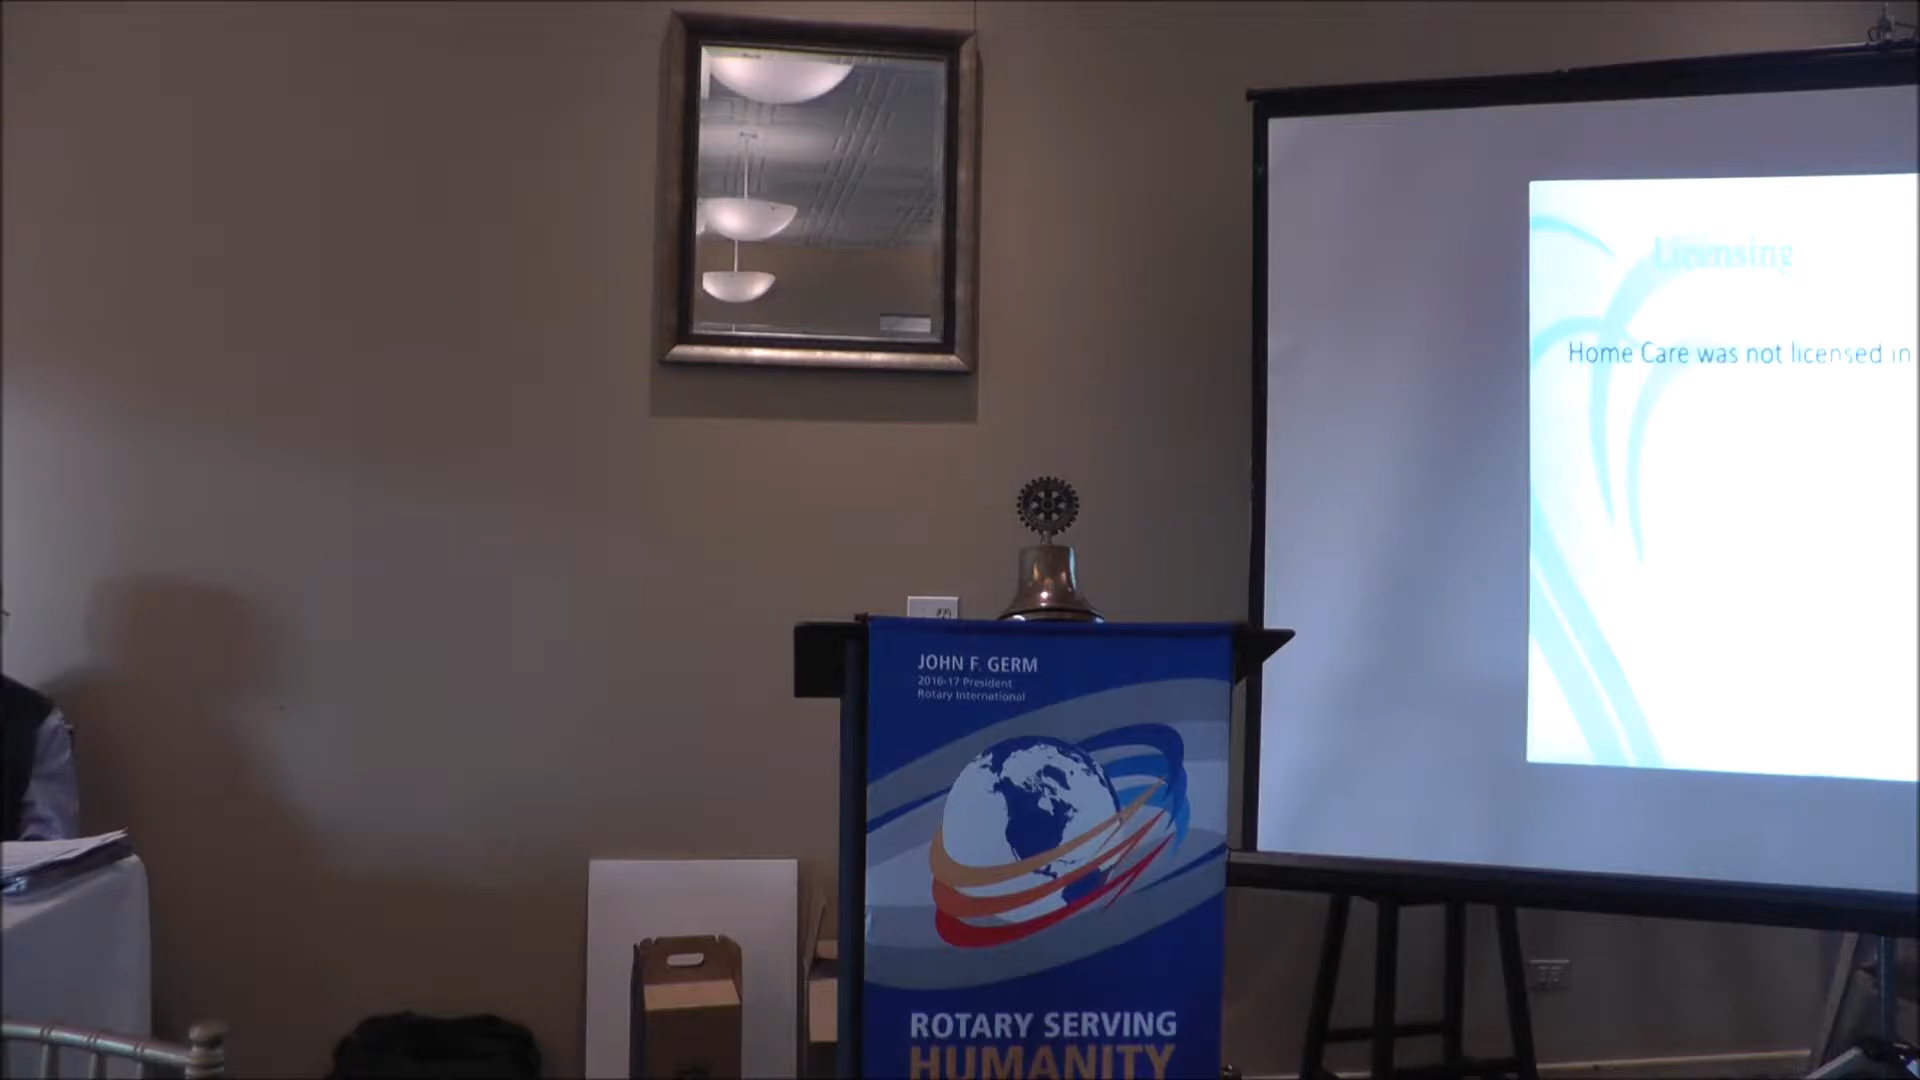 Licensing
Home Care was not licensed in
JOHN F. GERM
2016-17 President
Rotary International
ROTARY SERVING
HUMANITY